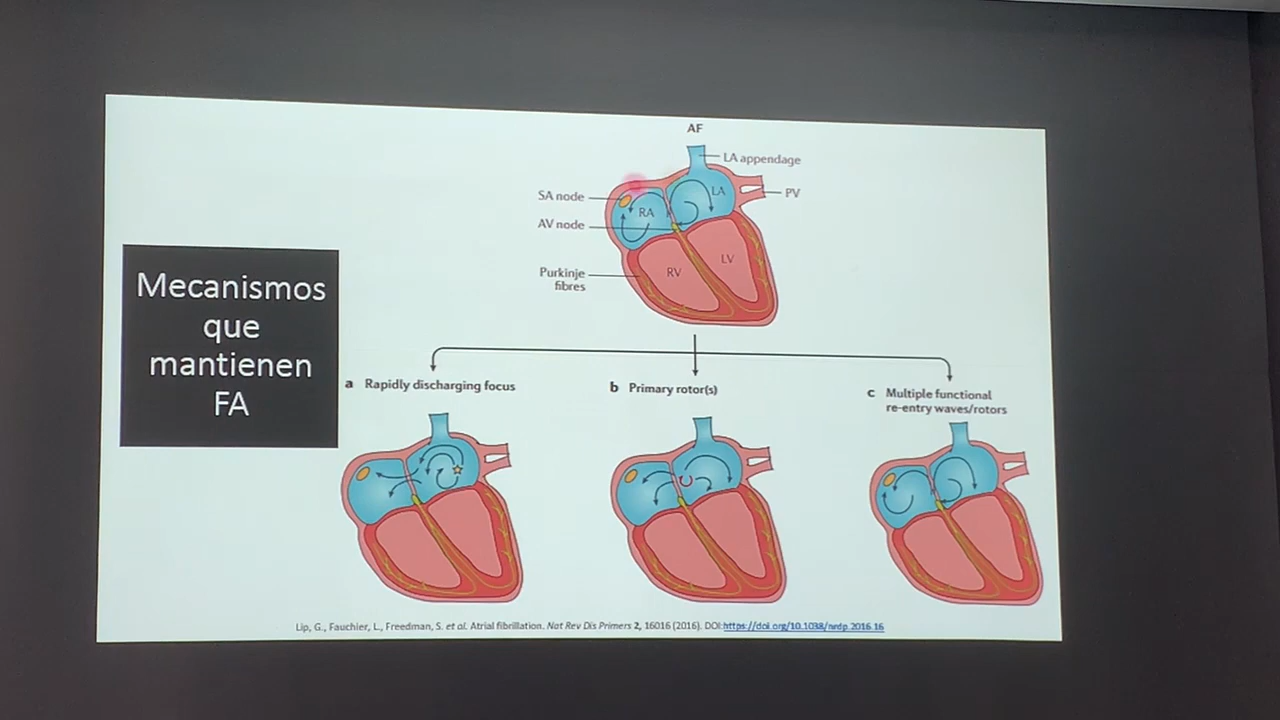 Mecanismos
que
mantienen
FA
AF
LA appendage
SA node
LA
PV
RA
AV node
LV
Purkinje
fibres
RV
a Rapidly discharging focus
b Primary rotor(s)
c Multiple functional
re-entry waves/rotors
Lip, G., Fauchier, L., Freedman, S. et al. Atrial fibrillation. Nat Rev Dis Primers 2, 16016 (2016). DOI:https://doi.org/10.1038/nrdp.2016.16